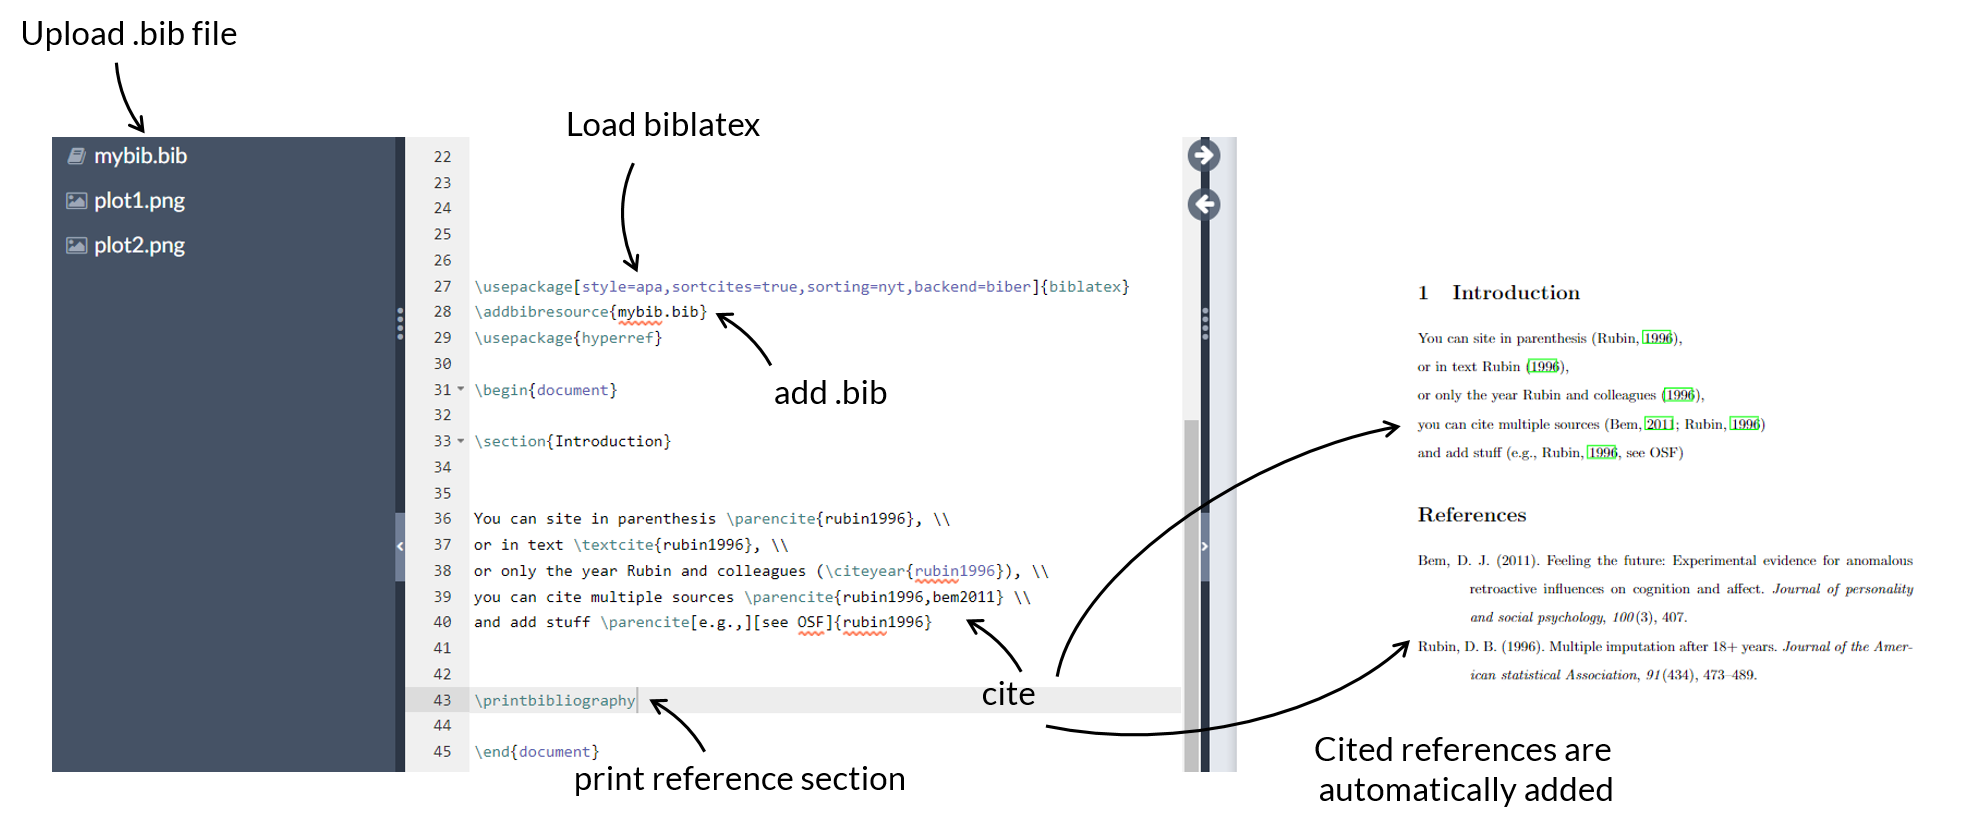 Upload .bib file
Load biblatex
mybib.bib
plot1.png
plot2.png
22
23
24
25
26
27 \usepackage[style=apa,sortcites=true,sorting=nyt,backend=biber]{biblatex}
28 \addbibresource{mybib.bib}
29 \usepackage{hyperref}
30
31 \begin{document}
32
33 \section{Introduction}
34
35
36 You can site in parenthesis \parencite{rubin1996}, \\
37 or in text \textcite{rubin1996}, \\
38 or only the year Rubin and colleagues (\citeyear{rubin1996}), \\
39 you can cite multiple sources \parencite{rubin1996,bem2011} \\
40 and add stuff \parencite[e.g.,][see OSF]{rubin1996}
41
42
43 \printbibliography
44
45 \end{document}
add .bib
cite
print reference section
1 Introduction
You can site in parenthesis (Rubin, 1996),
or in text Rubin (1996),
or only the year Rubin and colleagues (1996),
you can cite multiple sources (Bem, 2011; Rubin, 1996)
and add stuff (e.g., Rubin, 1996, see OSF)
References
Bem, D. J. (2011). Feeling the future: Experimental evidence for anomalous
retroactive influences on cognition and affect. Journal of personality
and social psychology, 100(3), 407.
Rubin, D. B. (1996). Multiple imputation after 18+ years. Journal of the Amer-
ican statistical Association, 91(434), 473–489.
Cited references are
automatically added